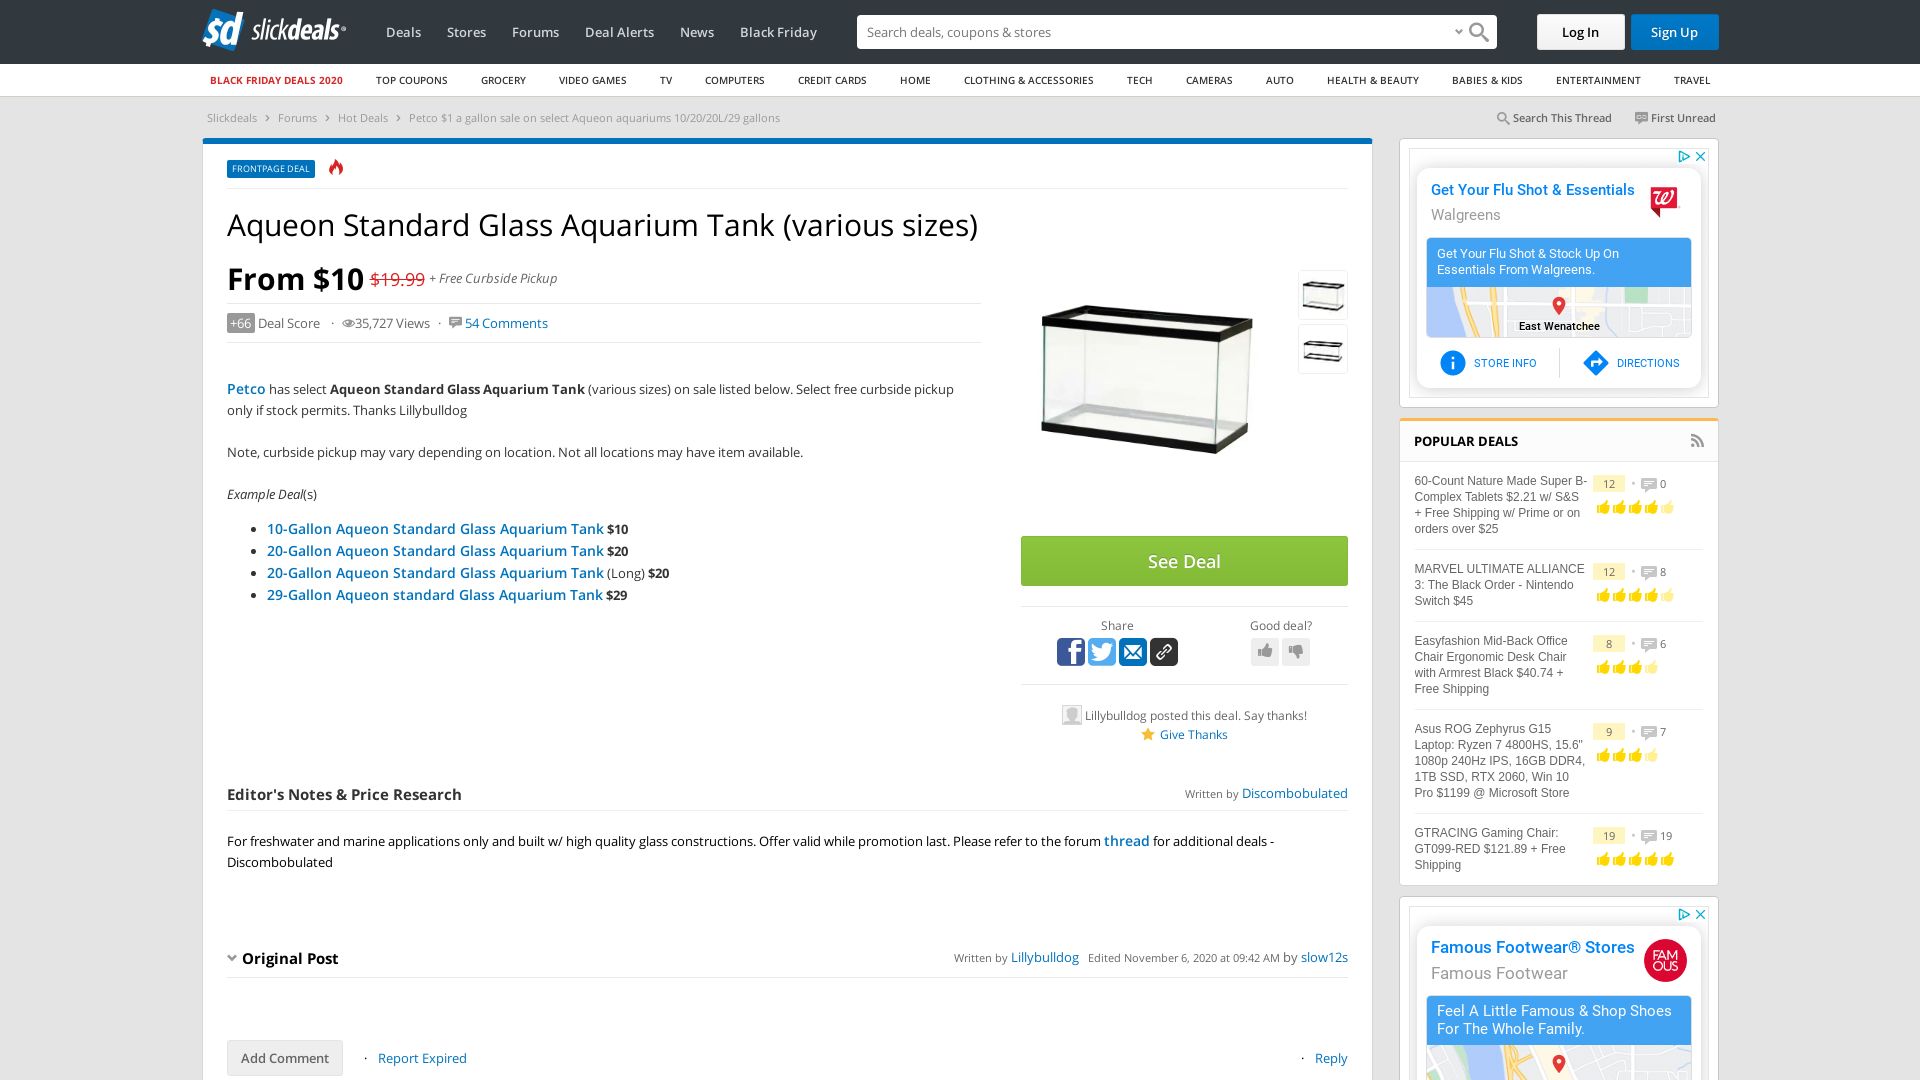 sd slickdeals
Deals
Stores
Forums
Deal Alerts
News
Black Friday
Search deals, coupons & shops
Log In
Sign Up
BLACK FRIDAY DEALS 2020
TOP COUPONS
GROCERY
VIDEO GAMES
TV
COMPUTERS
CREDIT CARDS
HOME
CLOTHING & ACCESSORIES
TECH
CAMERAS
AUTO
HEALTH & BEAUTY
BABIES & KIDS
ENTERTAINMENT
TRAVEL
Slickdeals › Forums › Hot Deals › Petco $1 a gallon sale on select Aqueon aquariums 10/20/20L/29 gallons
Search This Thread
First Unread
FRONTPAGE DEAL
Aqueon Standard Glass Aquarium Tank (various sizes)
From $10 $19.99 + Free Curbside Pickup
+66 Deal Score · 35,727 Views · 54 Comments
Petco has select Aqueon Standard Glass Aquarium Tank (various sizes) on sale listed below. Select free curbside pickup
only if stock permits. Thanks Lillybulldog
Note, curbside pickup may vary depending on location. Not all locations may have item available.
Example Deal(s)
• 10-Gallon Aqueon Standard Glass Aquarium Tank $10
• 20-Gallon Aqueon Standard Glass Aquarium Tank $20
• 20-Gallon Aqueon Standard Glass Aquarium Tank (Long) $20
• 29-Gallon Aqueon standard Glass Aquarium Tank $29
See Deal
Share
Good deal?
Lillybulldog posted this deal. Say thanks!
Give Thanks
Editor's Notes & Price Research
Written by Discombobulated
For freshwater and marine applications only and built w/ high quality glass constructions. Offer valid while promotion last. Please refer to the forum thread for additional deals -
Discombobulated
Original Post
Written by Lillybulldog Edited November 6, 2020 at 09:42 AM by slow12s
Add Comment
· Report Expired
· Reply
Get Your Flu Shot & Essentials
Walgreens
Get Your Flu Shot & Stock Up On
Essentials From Walgreens.
East Wenatchee
STORE INFO
DIRECTIONS
POPULAR DEALS
60-Count Nature Made Super B-
Complex Tablets $2.21 w/ S&S
+ Free Shipping w/ Prime or on
orders over $25
12 • 0
MARVEL ULTIMATE ALLIANCE
3: The Black Order - Nintendo
Switch $45
12 • 8
Easyfashion Mid-Back Office
Chair Ergonomic Desk Chair
with Armrest Black $40.74 +
Free Shipping
8 • 6
Asus ROG Zephyrus G15
Laptop: Ryzen 7 4800HS, 15.6"
1080p 240Hz IPS, 16GB DDR4,
1TB SSD, RTX 2060, Win 10
Pro $1199 @ Microsoft Store
9 • 7
GTRACING Gaming Chair:
GT099-RED $121.89 + Free
Shipping
19 • 19
Famous Footwear® Stores
Famous Footwear
FAM
OUS
Feel A Little Famous & Shop Shoes
For The Whole Family.